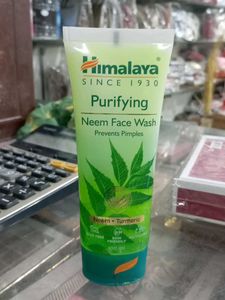 Himalaya
SINCE 1930
Purifying
Neem Face Wash
Prevents Pimples
Neem • Turmeric